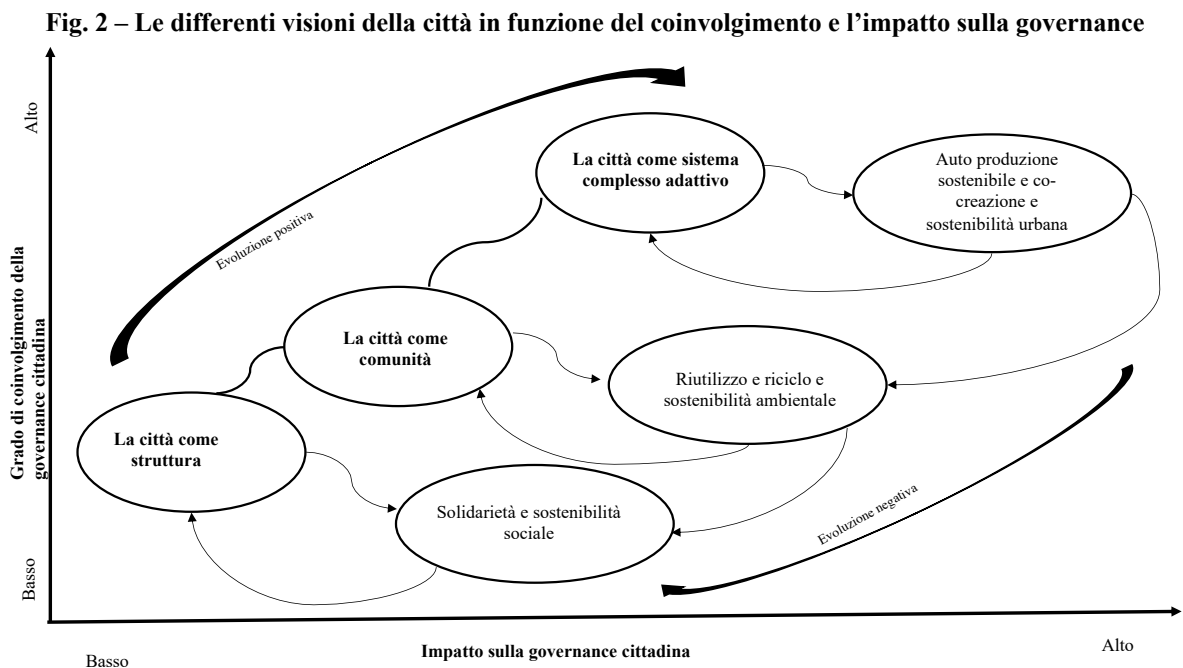 Fig. 2 – Le differenti visioni della città in funzione del coinvolgimento e l’impatto sulla governance
Alto
Grado di coinvolgimento della
governance cittadina
Basso
Evoluzione positiva
La città come sistema
complesso adattivo
Auto produzione
sostenibile e co-
creazione e
sostenibilità urbana
La città come
comunità
Riutilizzo e riciclo e
sostenibilità ambientale
La città come
struttura
Solidarietà e sostenibilità
sociale
Evoluzione negativa
Basso
Impatto sulla governance cittadina
Alto